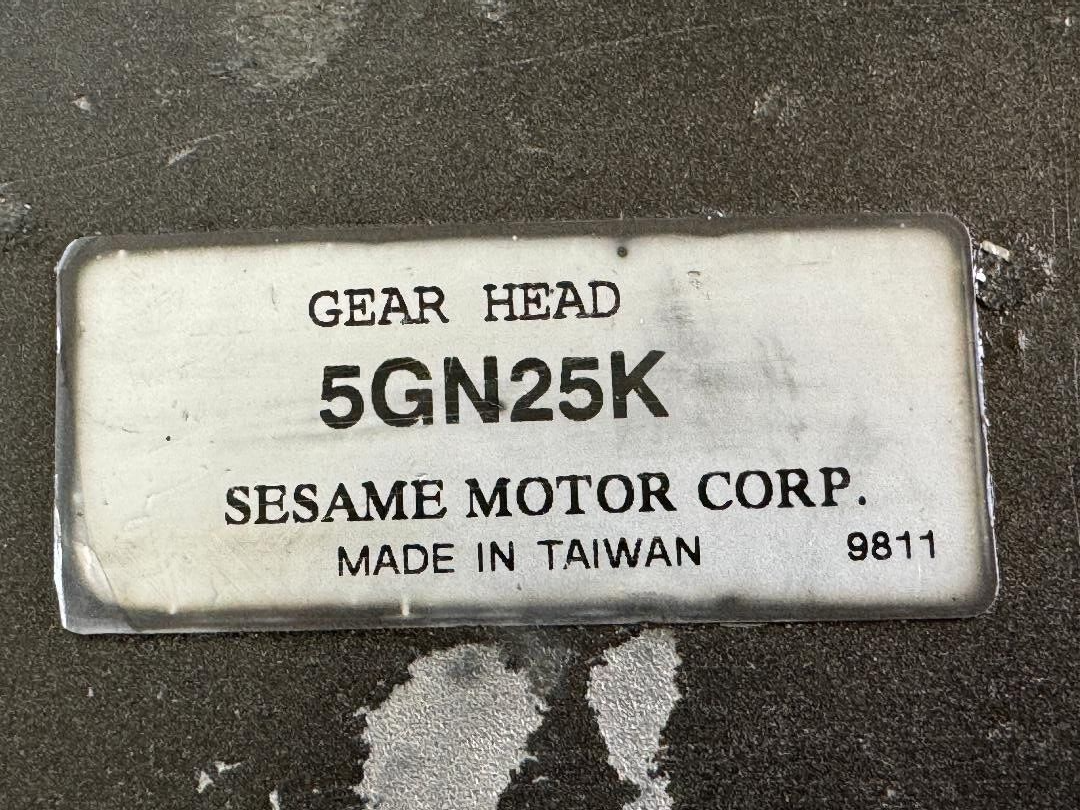 GEAR HEAD
5GN25K
SESAME MOTOR CORP.
MADE IN TAIWAN 9811